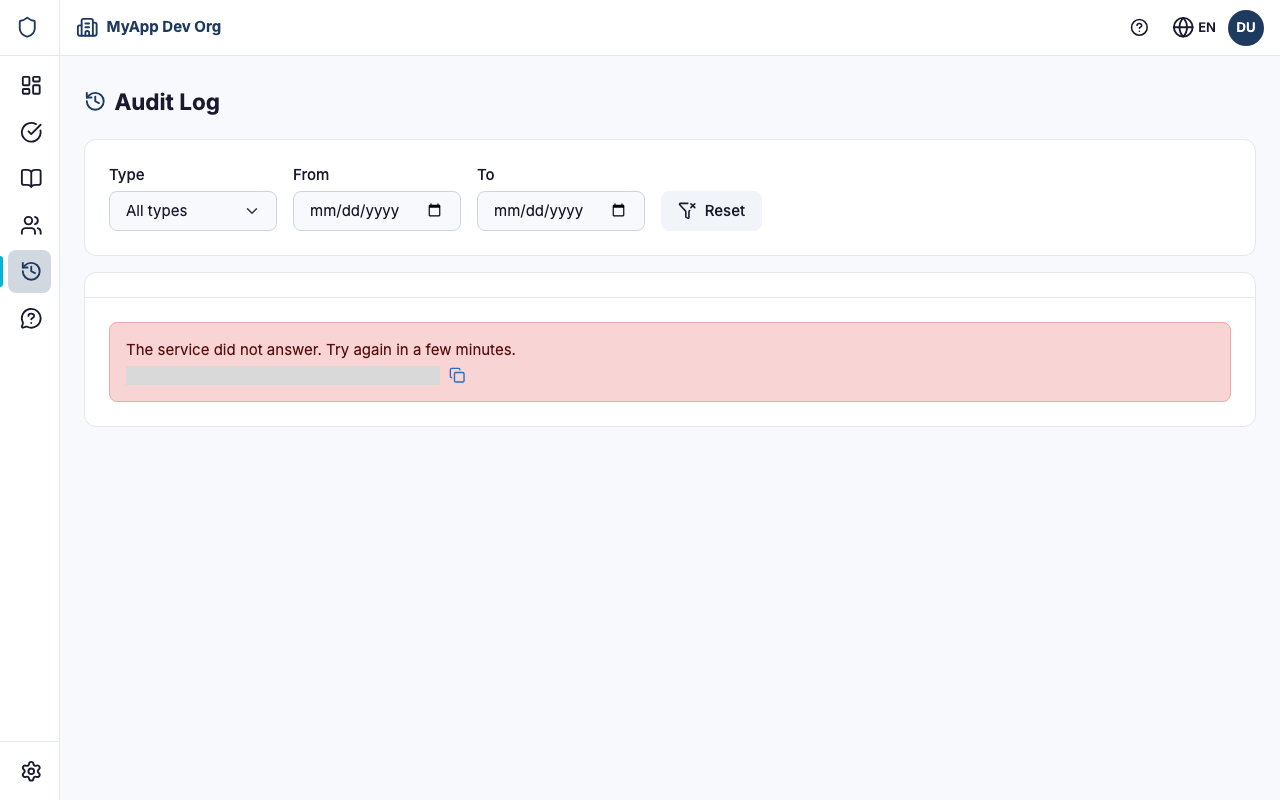 MyApp Dev Org
EN
DU
Audit Log
Type
From
To
All types
mm/dd/yyyy
mm/dd/yyyy
Reset
The service did not answer. Try again in a few minutes.